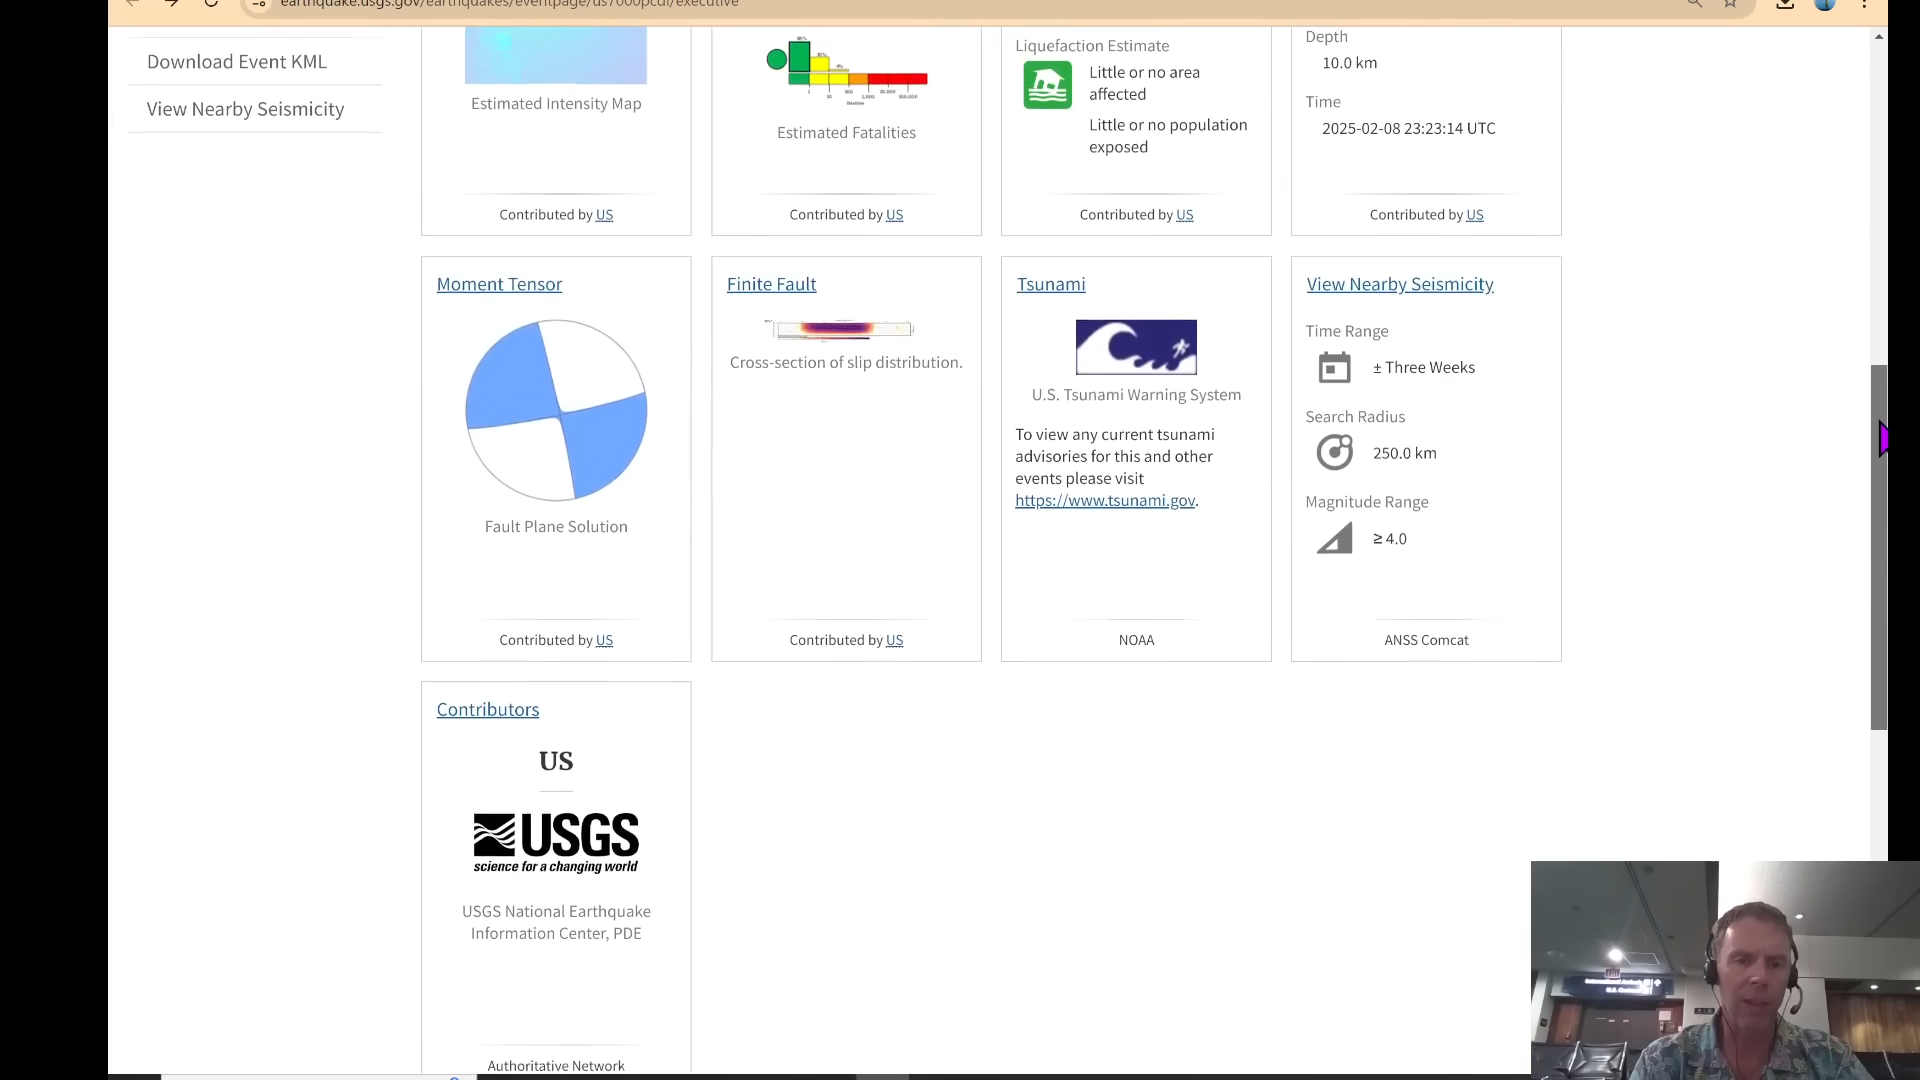 earthquake.usgs.gov/earthquakes/eventpage/us7000pcdl/executive
Download Event KML
View Nearby Seismicity
Estimated Intensity Map
Contributed by US
Estimated Fatalities
Contributed by US
Liquefaction Estimate
Little or no area
affected
Little or no population
exposed
Contributed by US
Depth
10.0 km
Time
2025-02-08 23:23:14 UTC
Contributed by US
Moment Tensor
Fault Plane Solution
Contributed by US
Finite Fault
Cross-section of slip distribution.
Contributed by US
Tsunami
U.S. Tsunami Warning System
To view any current tsunami
advisories for this and other
events please visit
https://www.tsunami.gov.
NOAA
View Nearby Seismicity
Time Range
± Three Weeks
Search Radius
250.0 km
Magnitude Range
≥ 4.0
ANSS Comcat
Contributors
US
USGS
science for a changing world
USGS National Earthquake
Information Center, PDE
Authoritative Network